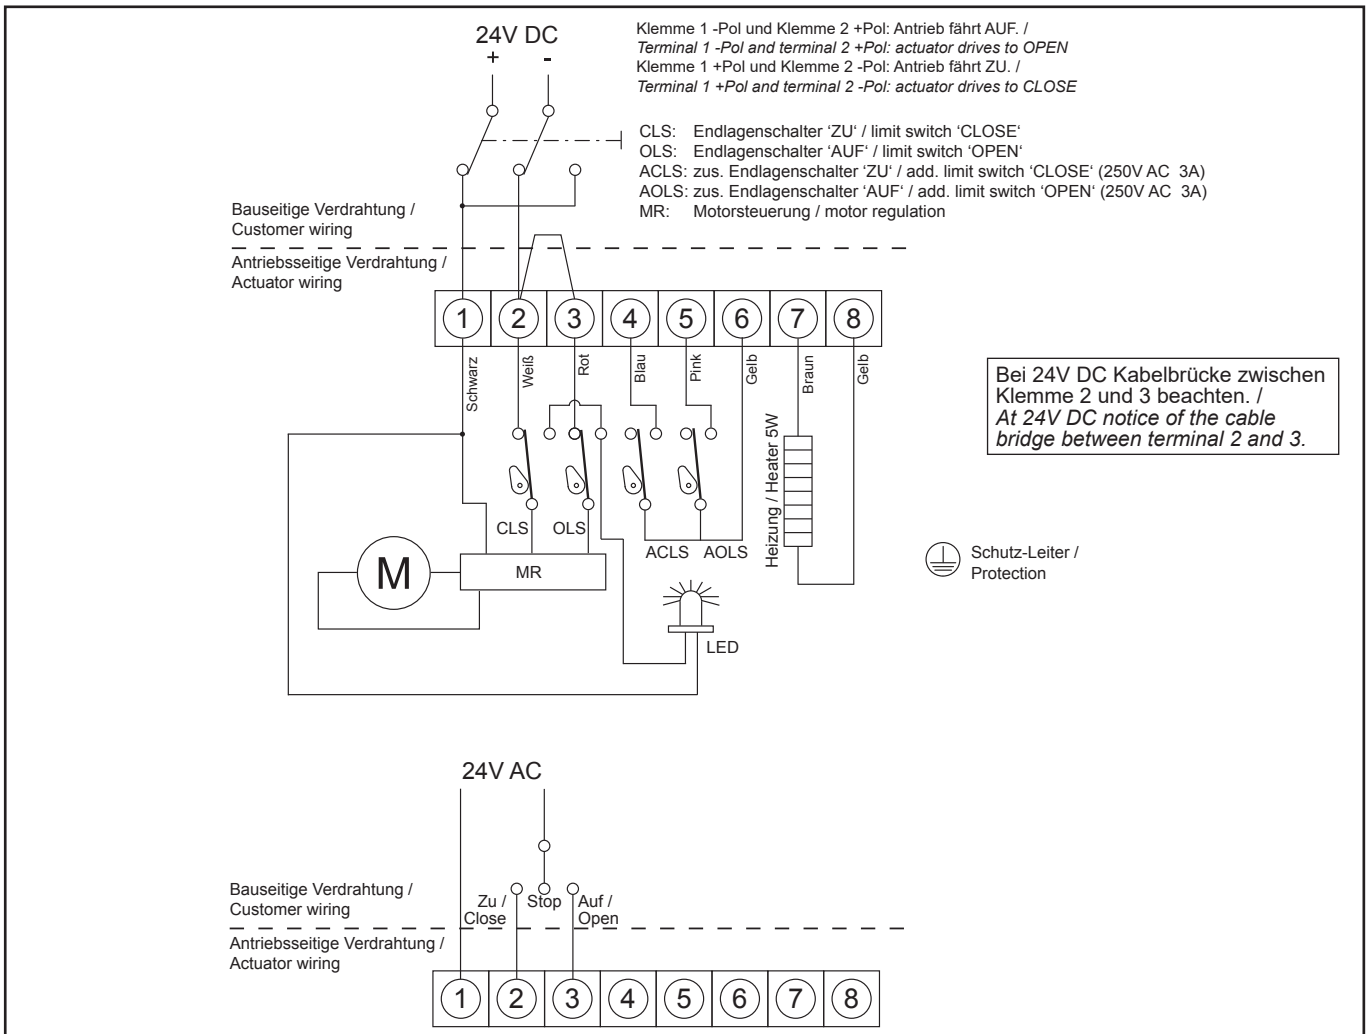 24V DC
+ -
Klemme 1 -Pol und Klemme 2 +Pol: Antrieb fährt AUF. /
Terminal 1 -Pol and terminal 2 +Pol: actuator drives to OPEN
Klemme 1 +Pol und Klemme 2 -Pol: Antrieb fährt ZU. /
Terminal 1 +Pol and terminal 2 -Pol: actuator drives to CLOSE
CLS: Endlagenschalter 'ZU' / limit switch 'CLOSE'
OLS: Endlagenschalter 'AUF' / limit switch 'OPEN'
ACLS: zus. Endlagenschalter 'ZU' / add. limit switch 'CLOSE' (250V AC 3A)
AOLS: zus. Endlagenschalter 'AUF' / add. limit switch 'OPEN' (250V AC 3A)
MR: Motorsteuerung / motor regulation
Bauseitige Verdrahtung /
Customer wiring
Antriebsseitige Verdrahtung /
Actuator wiring
1 2 3 4 5 6 7 8
Schwarz
Weiß
Rot
Blau
Pink
Gelb
Braun
Gelb
Bei 24V DC Kabelbrücke zwischen
Klemme 2 und 3 beachten. /
At 24V DC notice of the cable
bridge between terminal 2 and 3.
Heizung / Heater 5W
CLS OLS
ACLS AOLS
M
MR
LED
Schutz-Leiter /
Protection
24V AC
Bauseitige Verdrahtung /
Customer wiring
Zu /
Close
Stop
Auf /
Open
Antriebsseitige Verdrahtung /
Actuator wiring
1 2 3 4 5 6 7 8